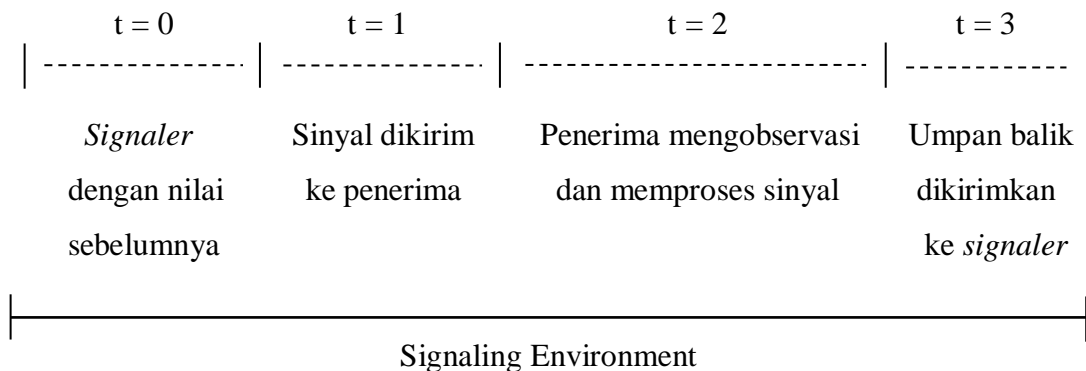 t = 0 t = 1 t = 2 t = 3
Signaler Sinyal dikirim Penerima mengobservasi Umpan balik
dengan nilai ke penerima dan memproses sinyal dikirimkan
sebelumnya ke signaler
Signaling Environment